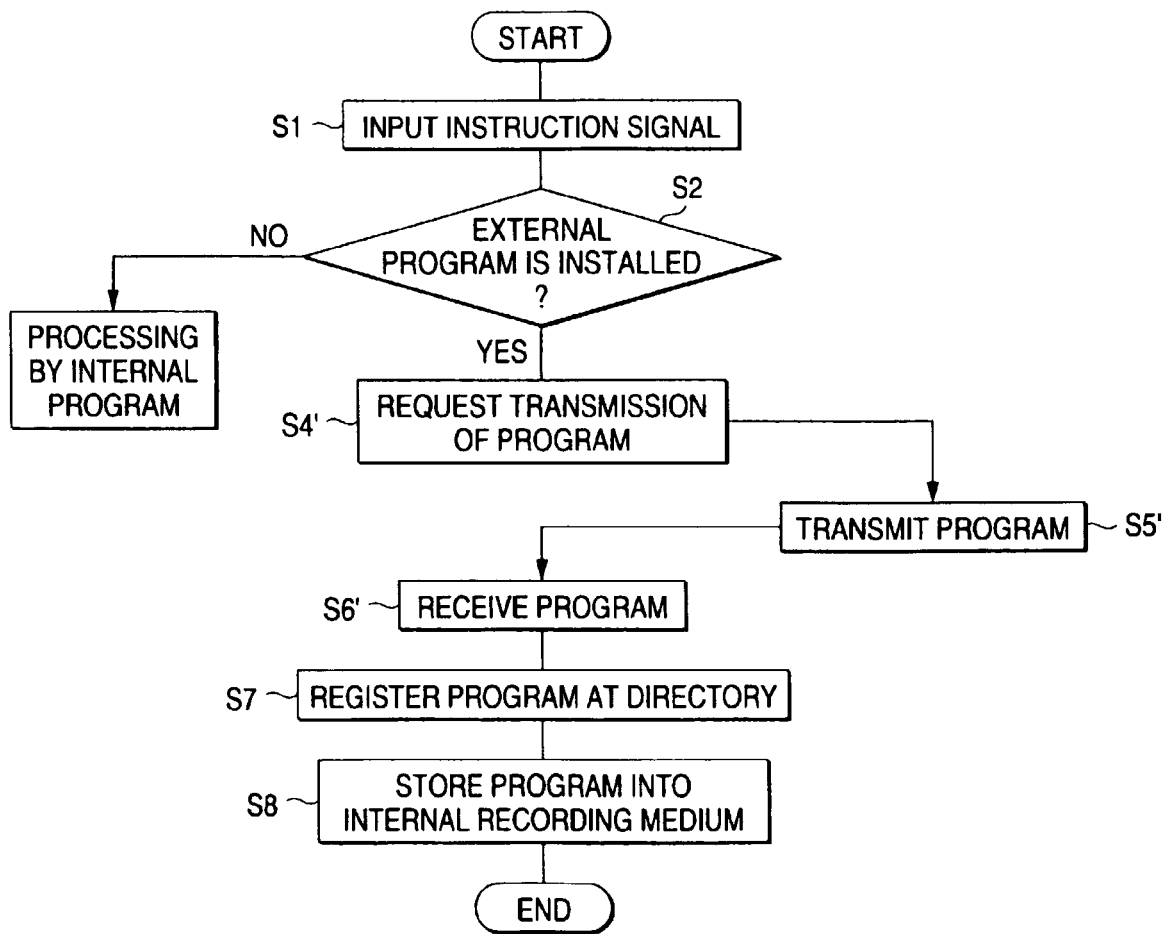 START
S1
INPUT INSTRUCTION SIGNAL
S2
EXTERNAL
PROGRAM IS INSTALLED
?
NO
PROCESSING
BY INTERNAL
PROGRAM
YES
S4'
REQUEST TRANSMISSION
OF PROGRAM
TRANSMIT PROGRAM
S5'
S6'
RECEIVE PROGRAM
S7
REGISTER PROGRAM AT DIRECTORY
S8
STORE PROGRAM INTO
INTERNAL RECORDING MEDIUM
END